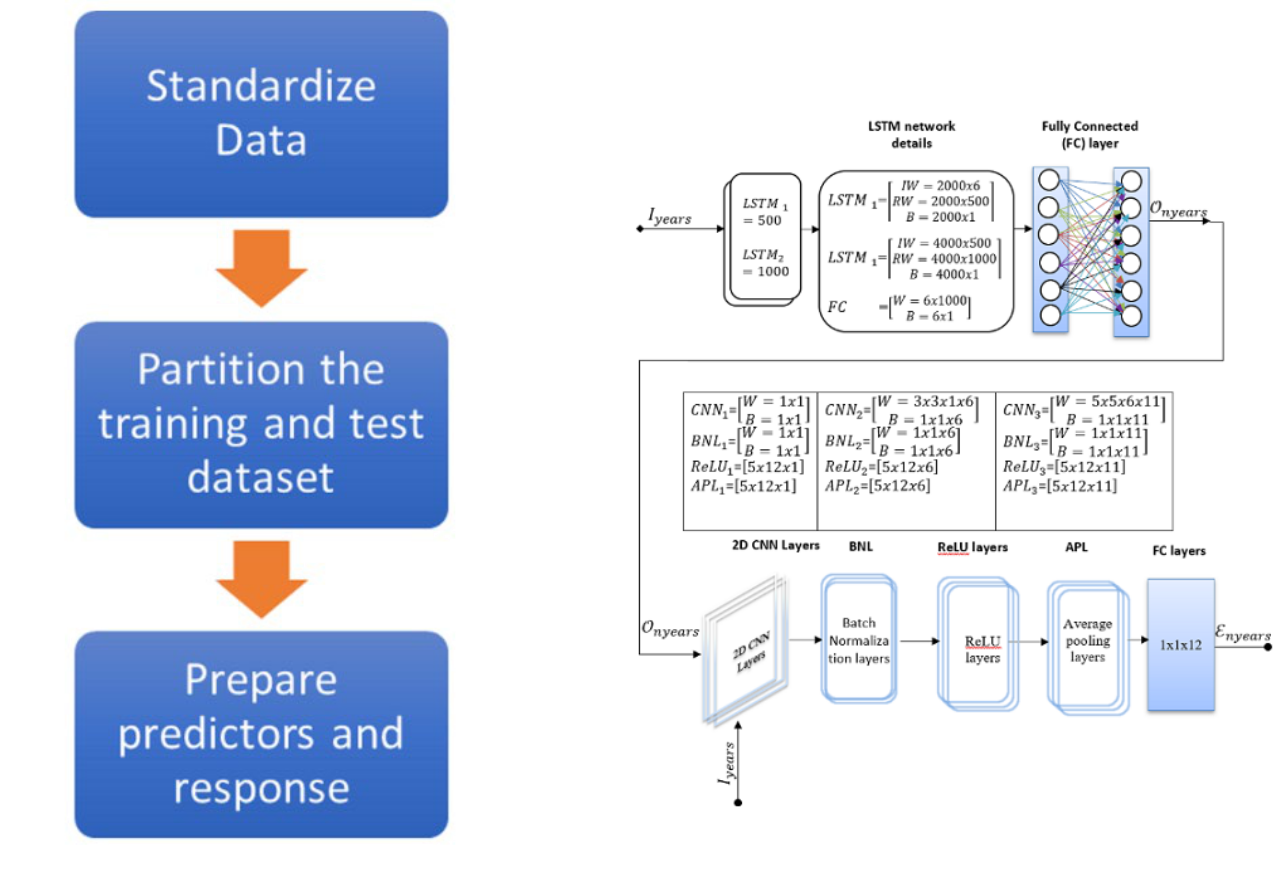 Standardize
Data
Partition the
training and test
dataset
Prepare
predictors and
response
LSTM network
details
Fully Connected
(FC) layer
I_years
LSTM_1
= 500
LSTM_2
= 1000
LSTM_1=[IW = 2000x6
RW = 2000x500
B = 2000x1]
LSTM_1=[IW = 4000x500
RW = 4000x1000
B = 4000x1]
FC =[W = 6x1000
B = 6x1]
O_nyears
CNN_1=[W = 1x1
B = 1x1]
BNL_1=[W = 1x1
B = 1x1]
ReLU_1=[5x12x1]
APL_1=[5x12x1]
CNN_2=[W = 3x3x1x6
B = 1x1x6]
BNL_2=[W = 1x1x6
B = 1x1x6]
ReLU_2=[5x12x6]
APL_2=[5x12x6]
CNN_3=[W = 5x5x6x11
B = 1x1x11]
BNL_3=[W = 1x1x11
B = 1x1x11]
ReLU_3=[5x12x11]
APL_3=[5x12x11]
2D CNN Layers
BNL
ReLU layers
APL
FC layers
O_nyears
2D CNN
Layers
Batch
Normaliza
tion layers
ReLU
layers
Average
pooling
layers
1x1x12
Ɛ_nyears
I_years